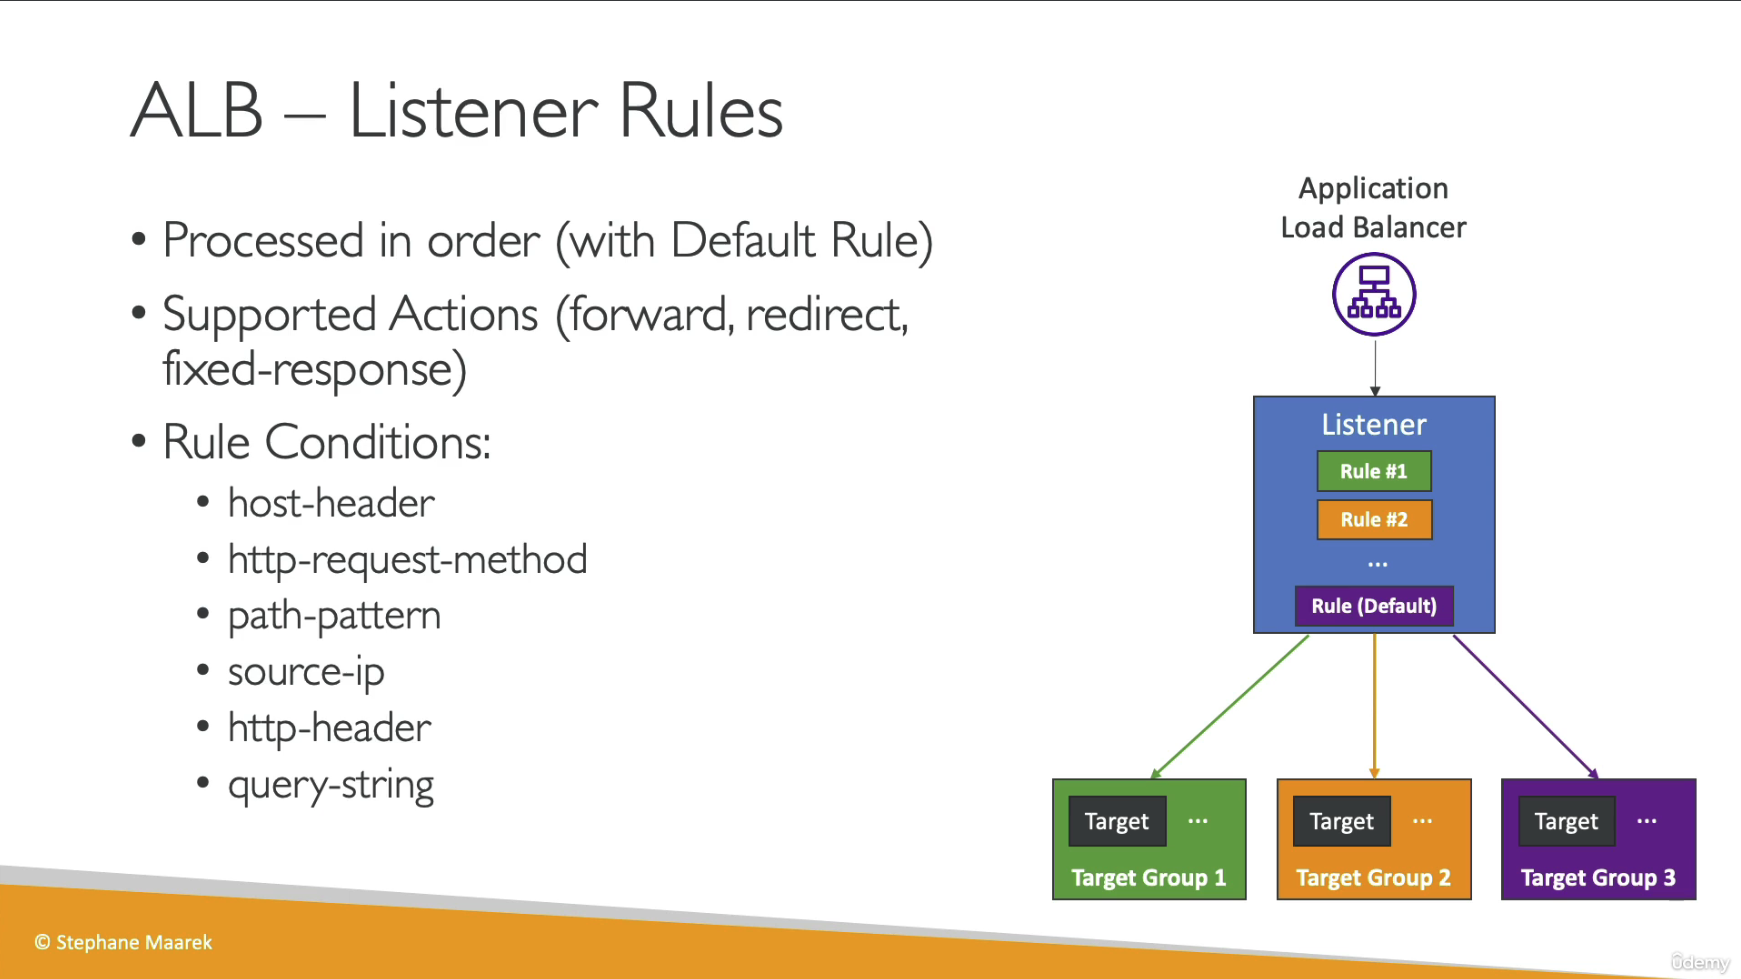 ALB – Listener Rules
• Processed in order (with Default Rule)
• Supported Actions (forward, redirect,
fixed-response)
• Rule Conditions:
• host-header
• http-request-method
• path-pattern
• source-ip
• http-header
• query-string
Application
Load Balancer
Listener
Rule #1
Rule #2
...
Rule (Default)
Target ...
Target Group 1
Target ...
Target Group 2
Target ...
Target Group 3
© Stephane Maarek
ûdemy